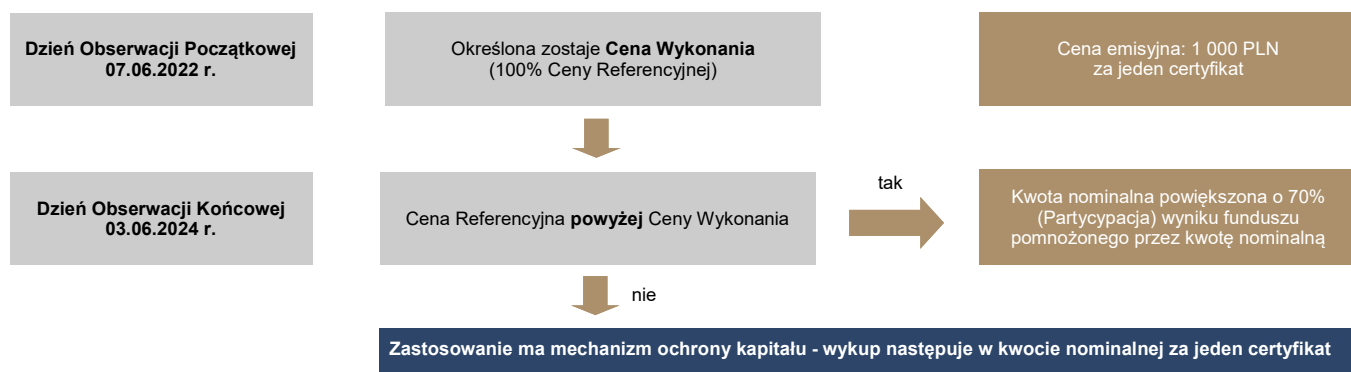 Dzień Obserwacji Początkowej
07.06.2022 r.
Określona zostaje Cena Wykonania
(100% Ceny Referencyjnej)
Cena emisyjna: 1 000 PLN
za jeden certyfikat
Dzień Obserwacji Końcowej
03.06.2024 r.
Cena Referencyjna powyżej Ceny Wykonania
tak
Kwota nominalna powiększona o 70%
(Partycypacja) wyniku funduszu
pomnożonego przez kwotę nominalną
nie
Zastosowanie ma mechanizm ochrony kapitału - wykup następuje w kwocie nominalnej za jeden certyfikat